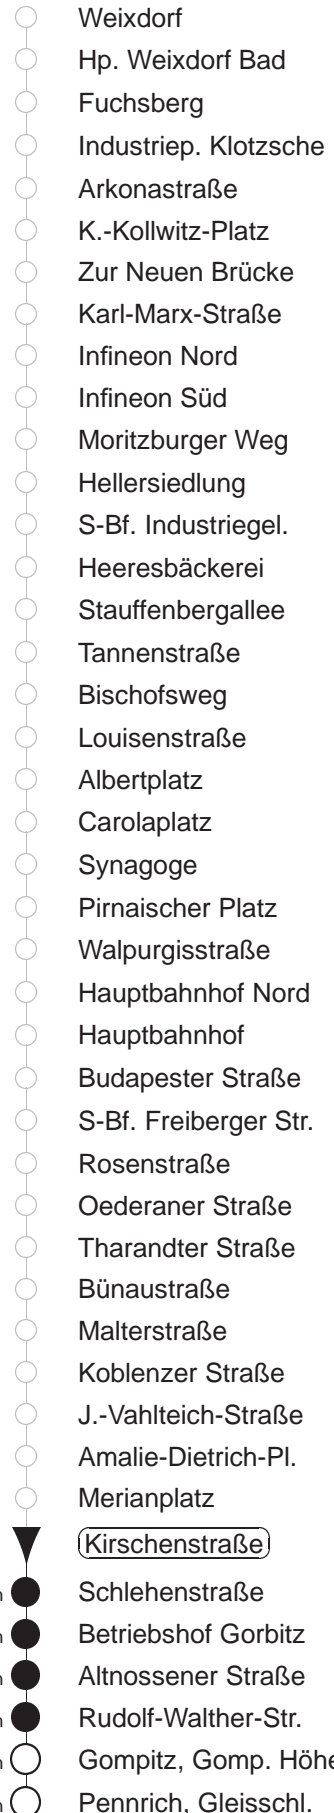 Weixdorf
Hp. Weixdorf Bad
Fuchsberg
Industriep. Klotzsche
Arkonastraße
K.-Kollwitz-Platz
Zur Neuen Brücke
Karl-Marx-Straße
Infineon Nord
Infineon Süd
Moritzburger Weg
Hellersiedlung
S-Bf. Industriegel.
Heeresbäckerei
Stauffenbergallee
Tannenstraße
Bischofsweg
Louisenstraße
Albertplatz
Carolaplatz
Synagoge
Pirnaischer Platz
Walpurgisstraße
Hauptbahnhof Nord
Hauptbahnhof
Budapester Straße
S-Bf. Freiberger Str.
Rosenstraße
Oederaner Straße
Tharandter Straße
Bünaustraße
Malterstraße
Koblenzer Straße
J.-Vahlteich-Straße
Amalie-Dietrich-Pl.
Merianplatz
Kirschenstraße
Schlehenstraße
Betriebshof Gorbitz
Altnossener Straße
Rudolf-Walther-Str.
Gompitz, Gomp. Höhe
Pennrich, Gleisschl.